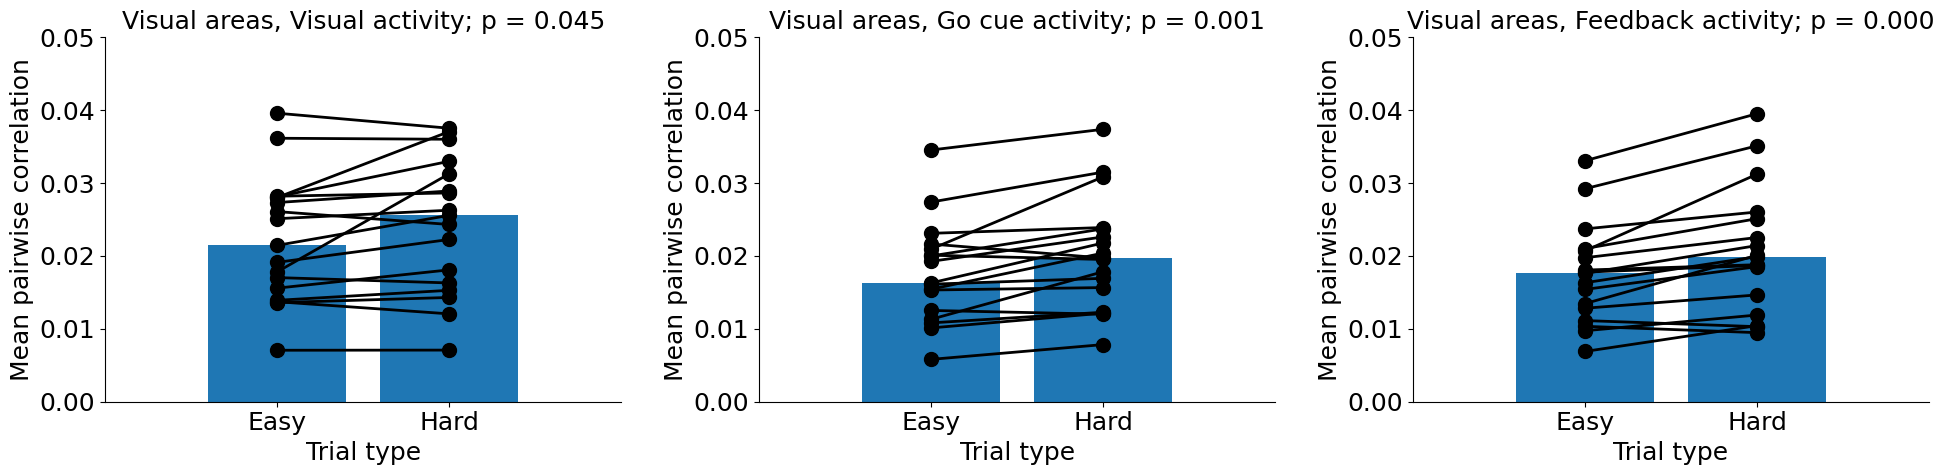 Visual areas, Visual activity; p = 0.045
0.05
0.04
0.03
0.02
0.01
0.00
Mean pairwise correlation
Easy
Hard
Trial type
Visual areas, Go cue activity; p = 0.001
0.05
0.04
0.03
0.02
0.01
0.00
Mean pairwise correlation
Easy
Hard
Trial type
Visual areas, Feedback activity; p = 0.000
0.05
0.04
0.03
0.02
0.01
0.00
Mean pairwise correlation
Easy
Hard
Trial type